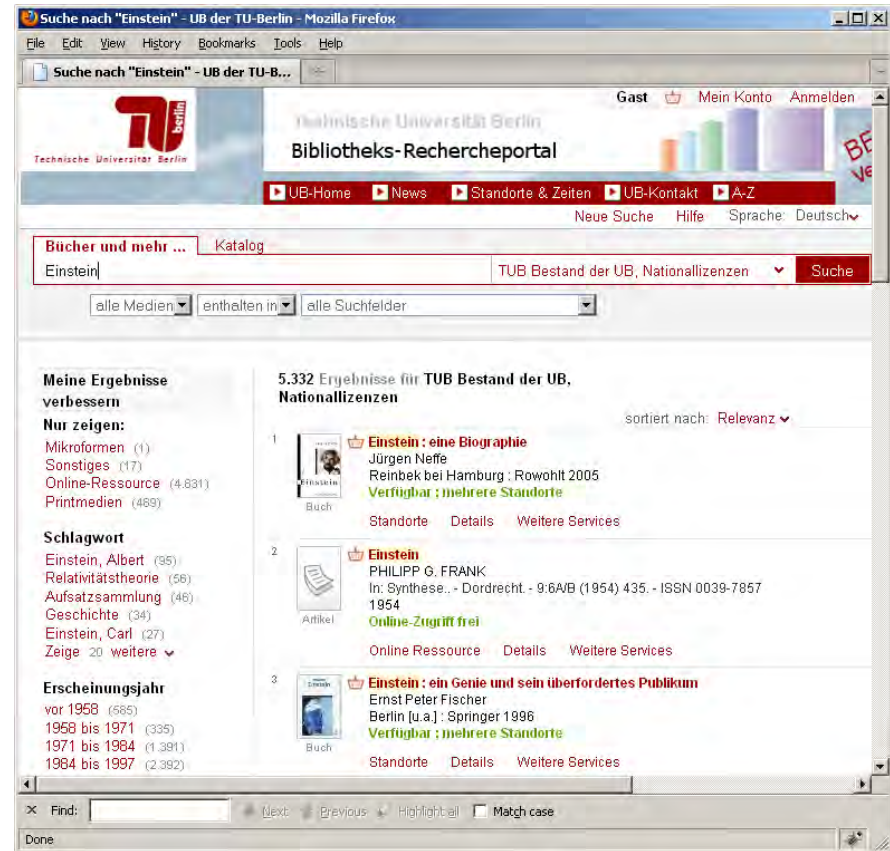 Suche nach "Einstein" - UB der TU-Berlin - Mozilla Firefox
File Edit View History Bookmarks Tools Help
Suche nach "Einstein" - UB der TU-B...
Gast Mein Konto Anmelden
berlin
Technische Universität Berlin
Technische Universität Berlin
Bibliotheks-Rechercheportal
UB-Home News Standorte & Zeiten UB-Kontakt A-Z
Neue Suche Hilfe Sprache: Deutsch
Bücher und mehr ... Katalog
Einstein TUB Bestand der UB, Nationallizenzen Suche
alle Medien enthalten in alle Suchfelder
Meine Ergebnisse verbessern
Nur zeigen:
Mikroformen (1)
Sonstiges (17)
Online-Ressource (4.831)
Printmedien (469)
Schlagwort
Einstein, Albert (95)
Relativitätstheorie (56)
Aufsatzsammlung (46)
Geschichte (34)
Einstein, Carl (27)
Zeige 20 weitere
Erscheinungsjahr
vor 1958 (585)
1958 bis 1971 (335)
1971 bis 1984 (1.391)
1984 bis 1997 (2.392)
5.332 Ergebnisse für TUB Bestand der UB,
Nationallizenzen
sortiert nach: Relevanz
1 Einstein : eine Biographie
Jürgen Neffe
Reinbek bei Hamburg : Rowohlt 2005
Verfügbar ; mehrere Standorte
Einstein
Buch
Standorte Details Weitere Services
2 Einstein
PHILIPP G. FRANK
In: Synthese.. - Dordrecht. - 9:6A/B (1954) 435. - ISSN 0039-7857
1954
Artikel
Online-Zugriff frei
Online Ressource Details Weitere Services
3 Einstein : ein Genie und sein überfordertes Publikum
Ernst Peter Fischer
Berlin [u.a.] : Springer 1996
Verfügbar ; mehrere Standorte
Buch
Standorte Details Weitere Services
Find: Next Previous Highlight all Match case
Done